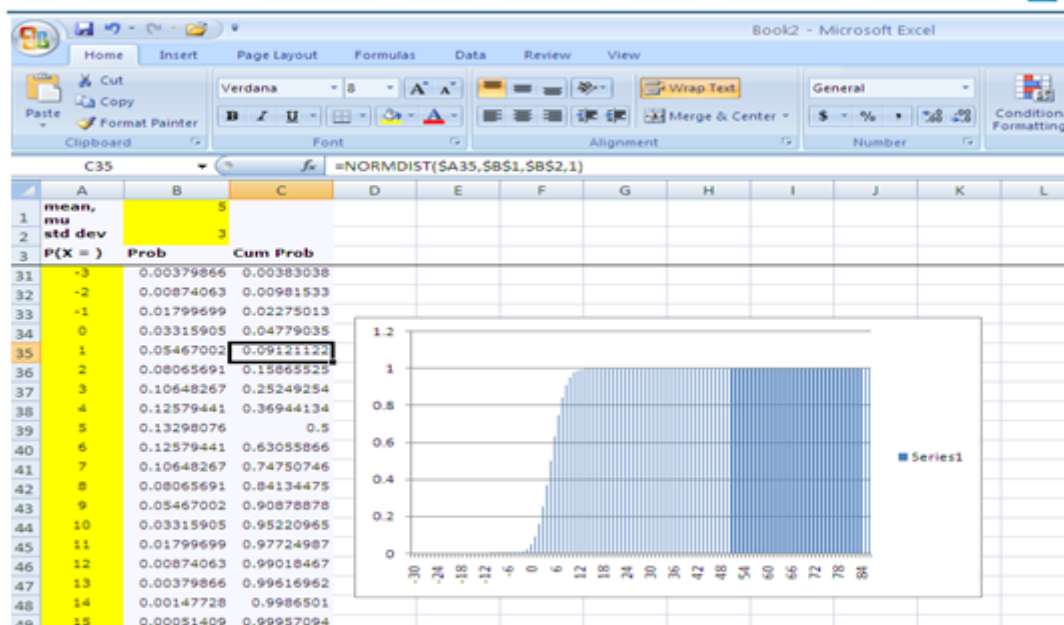 Book2 - Microsoft Excel
Home Insert Page Layout Formulas Data Review View
Cut
Copy
Format Painter
Paste
Verdana 8 A A
Wrap Text
General
B I U A
Merge & Center
$ % ,
Conditiona
Formatting
Clipboard Font Alignment Number
C35 fx =NORMDIST($A35,$B$1,$B$2,1)
A B C D E F G H I J K L
1 mean, mu 5
2 std dev 3
3 P(X = ) Prob Cum Prob
31 -3 0.00379866 0.00383038
32 -2 0.00874063 0.00981533
33 -1 0.01799699 0.02275013
34 0 0.03315905 0.04779035
35 1 0.05467002 0.09121122
36 2 0.08065691 0.15865525
37 3 0.10648267 0.25249254
38 4 0.12579441 0.36944134
39 5 0.13298076 0.5
40 6 0.12579441 0.63055866
41 7 0.10648267 0.74750746
42 8 0.08065691 0.84134475
43 9 0.05467002 0.90878878
44 10 0.03315905 0.95220965
45 11 0.01799699 0.97724987
46 12 0.00874063 0.99018467
47 13 0.00379866 0.99616962
48 14 0.00147728 0.9986501
49 15 0.00051409 0.99957094
1.2
1
0.8
0.6
0.4
0.2
0
-30 -24 -18 -12 -6 0 6 12 18 24 30 36 42 48 54 60 66 72 78 84
Series1